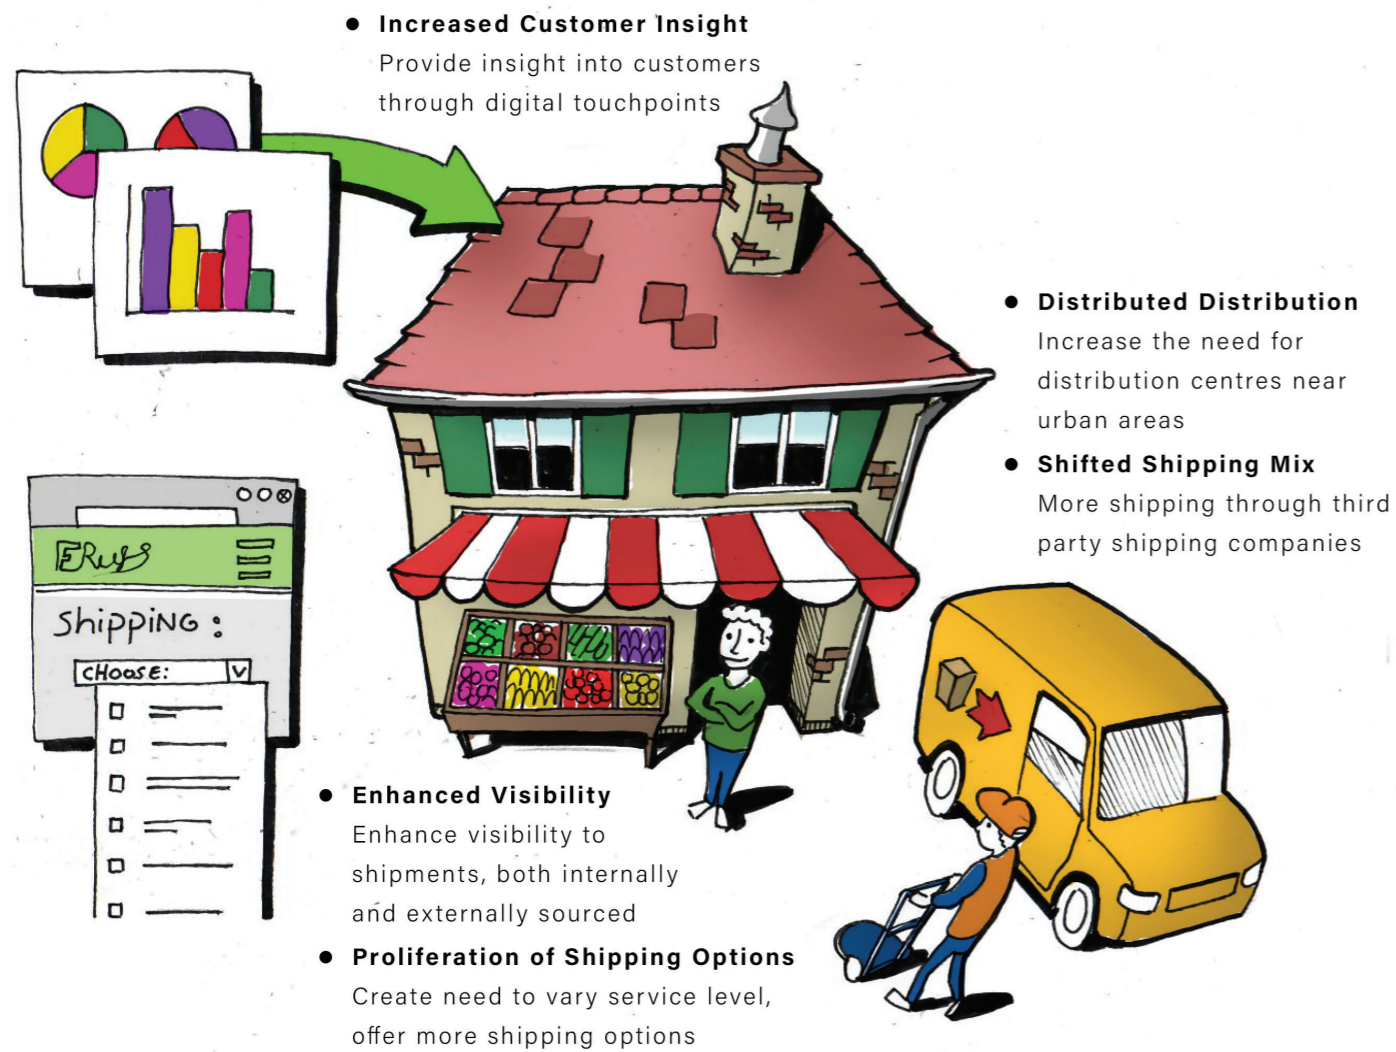 Increased Customer Insight
Provide insight into customers
through digital touchpoints
Distributed Distribution
Increase the need for
distribution centres near
urban areas
Shifted Shipping Mix
More shipping through third
party shipping companies
Shipping:
CHOOSE:
Enhanced Visibility
Enhance visibility to
shipments, both internally
and externally sourced
Proliferation of Shipping Options
Create need to vary service level,
offer more shipping options